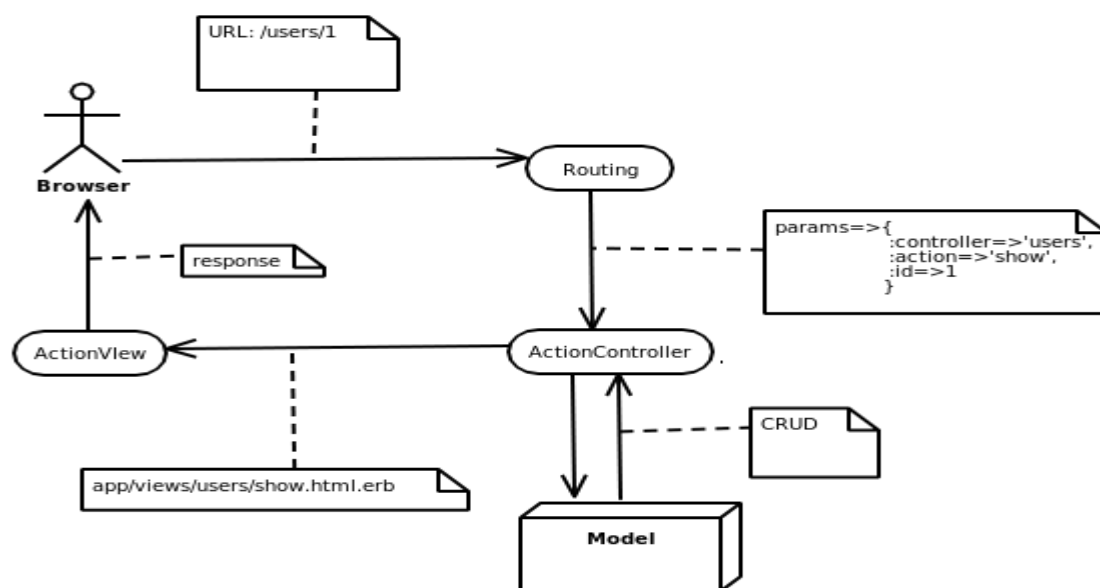 URL: /users/1
Browser
Routing
params=>{
:controller=>'users',
:action=>'show',
:id=>1
}
response
ActionVIew
ActionController
.
CRUD
app/views/users/show.html.erb
Model